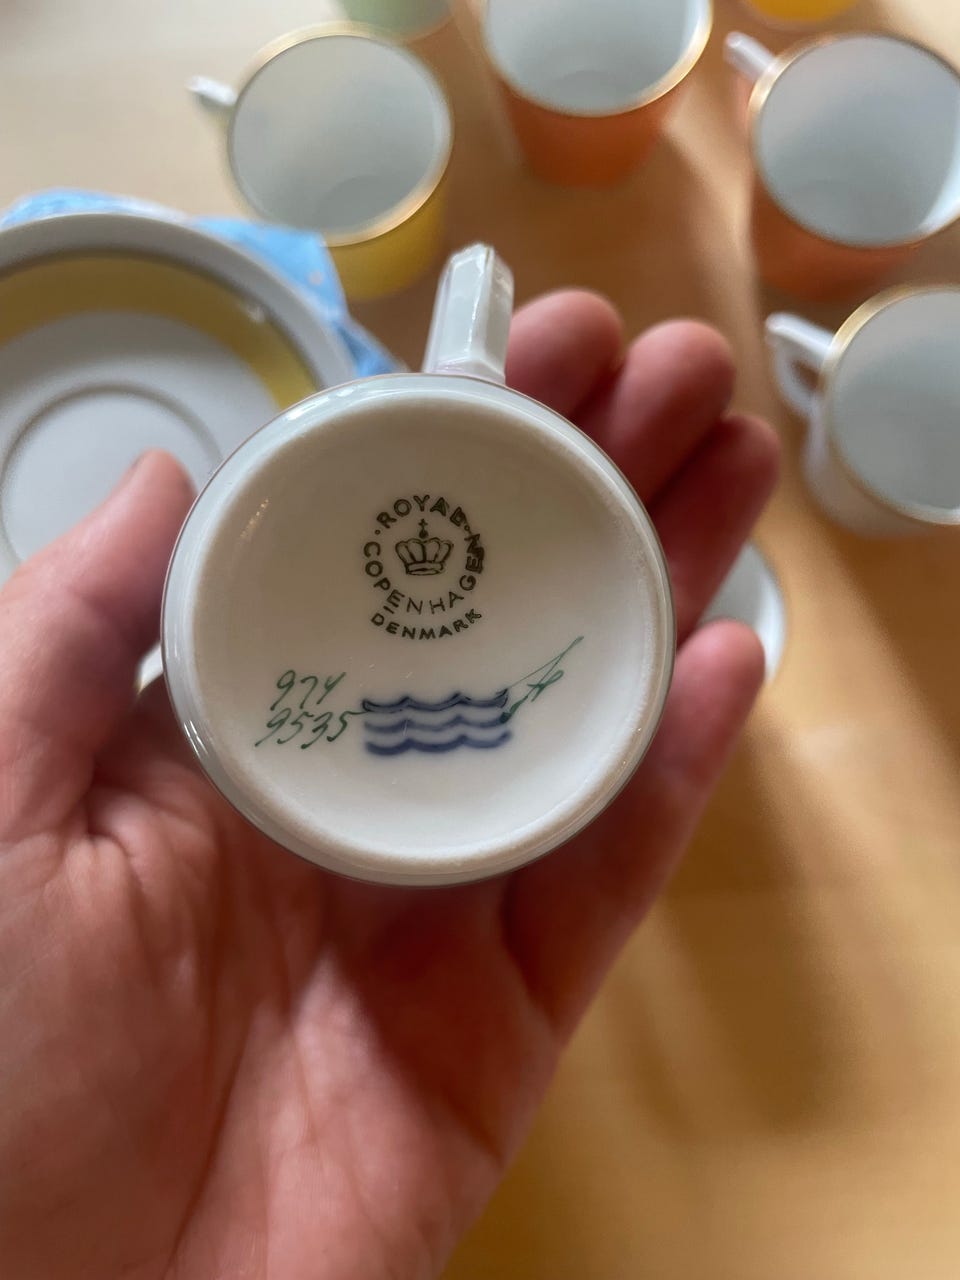 ROYAL
COPENHAGEN
DENMARK
974
9535